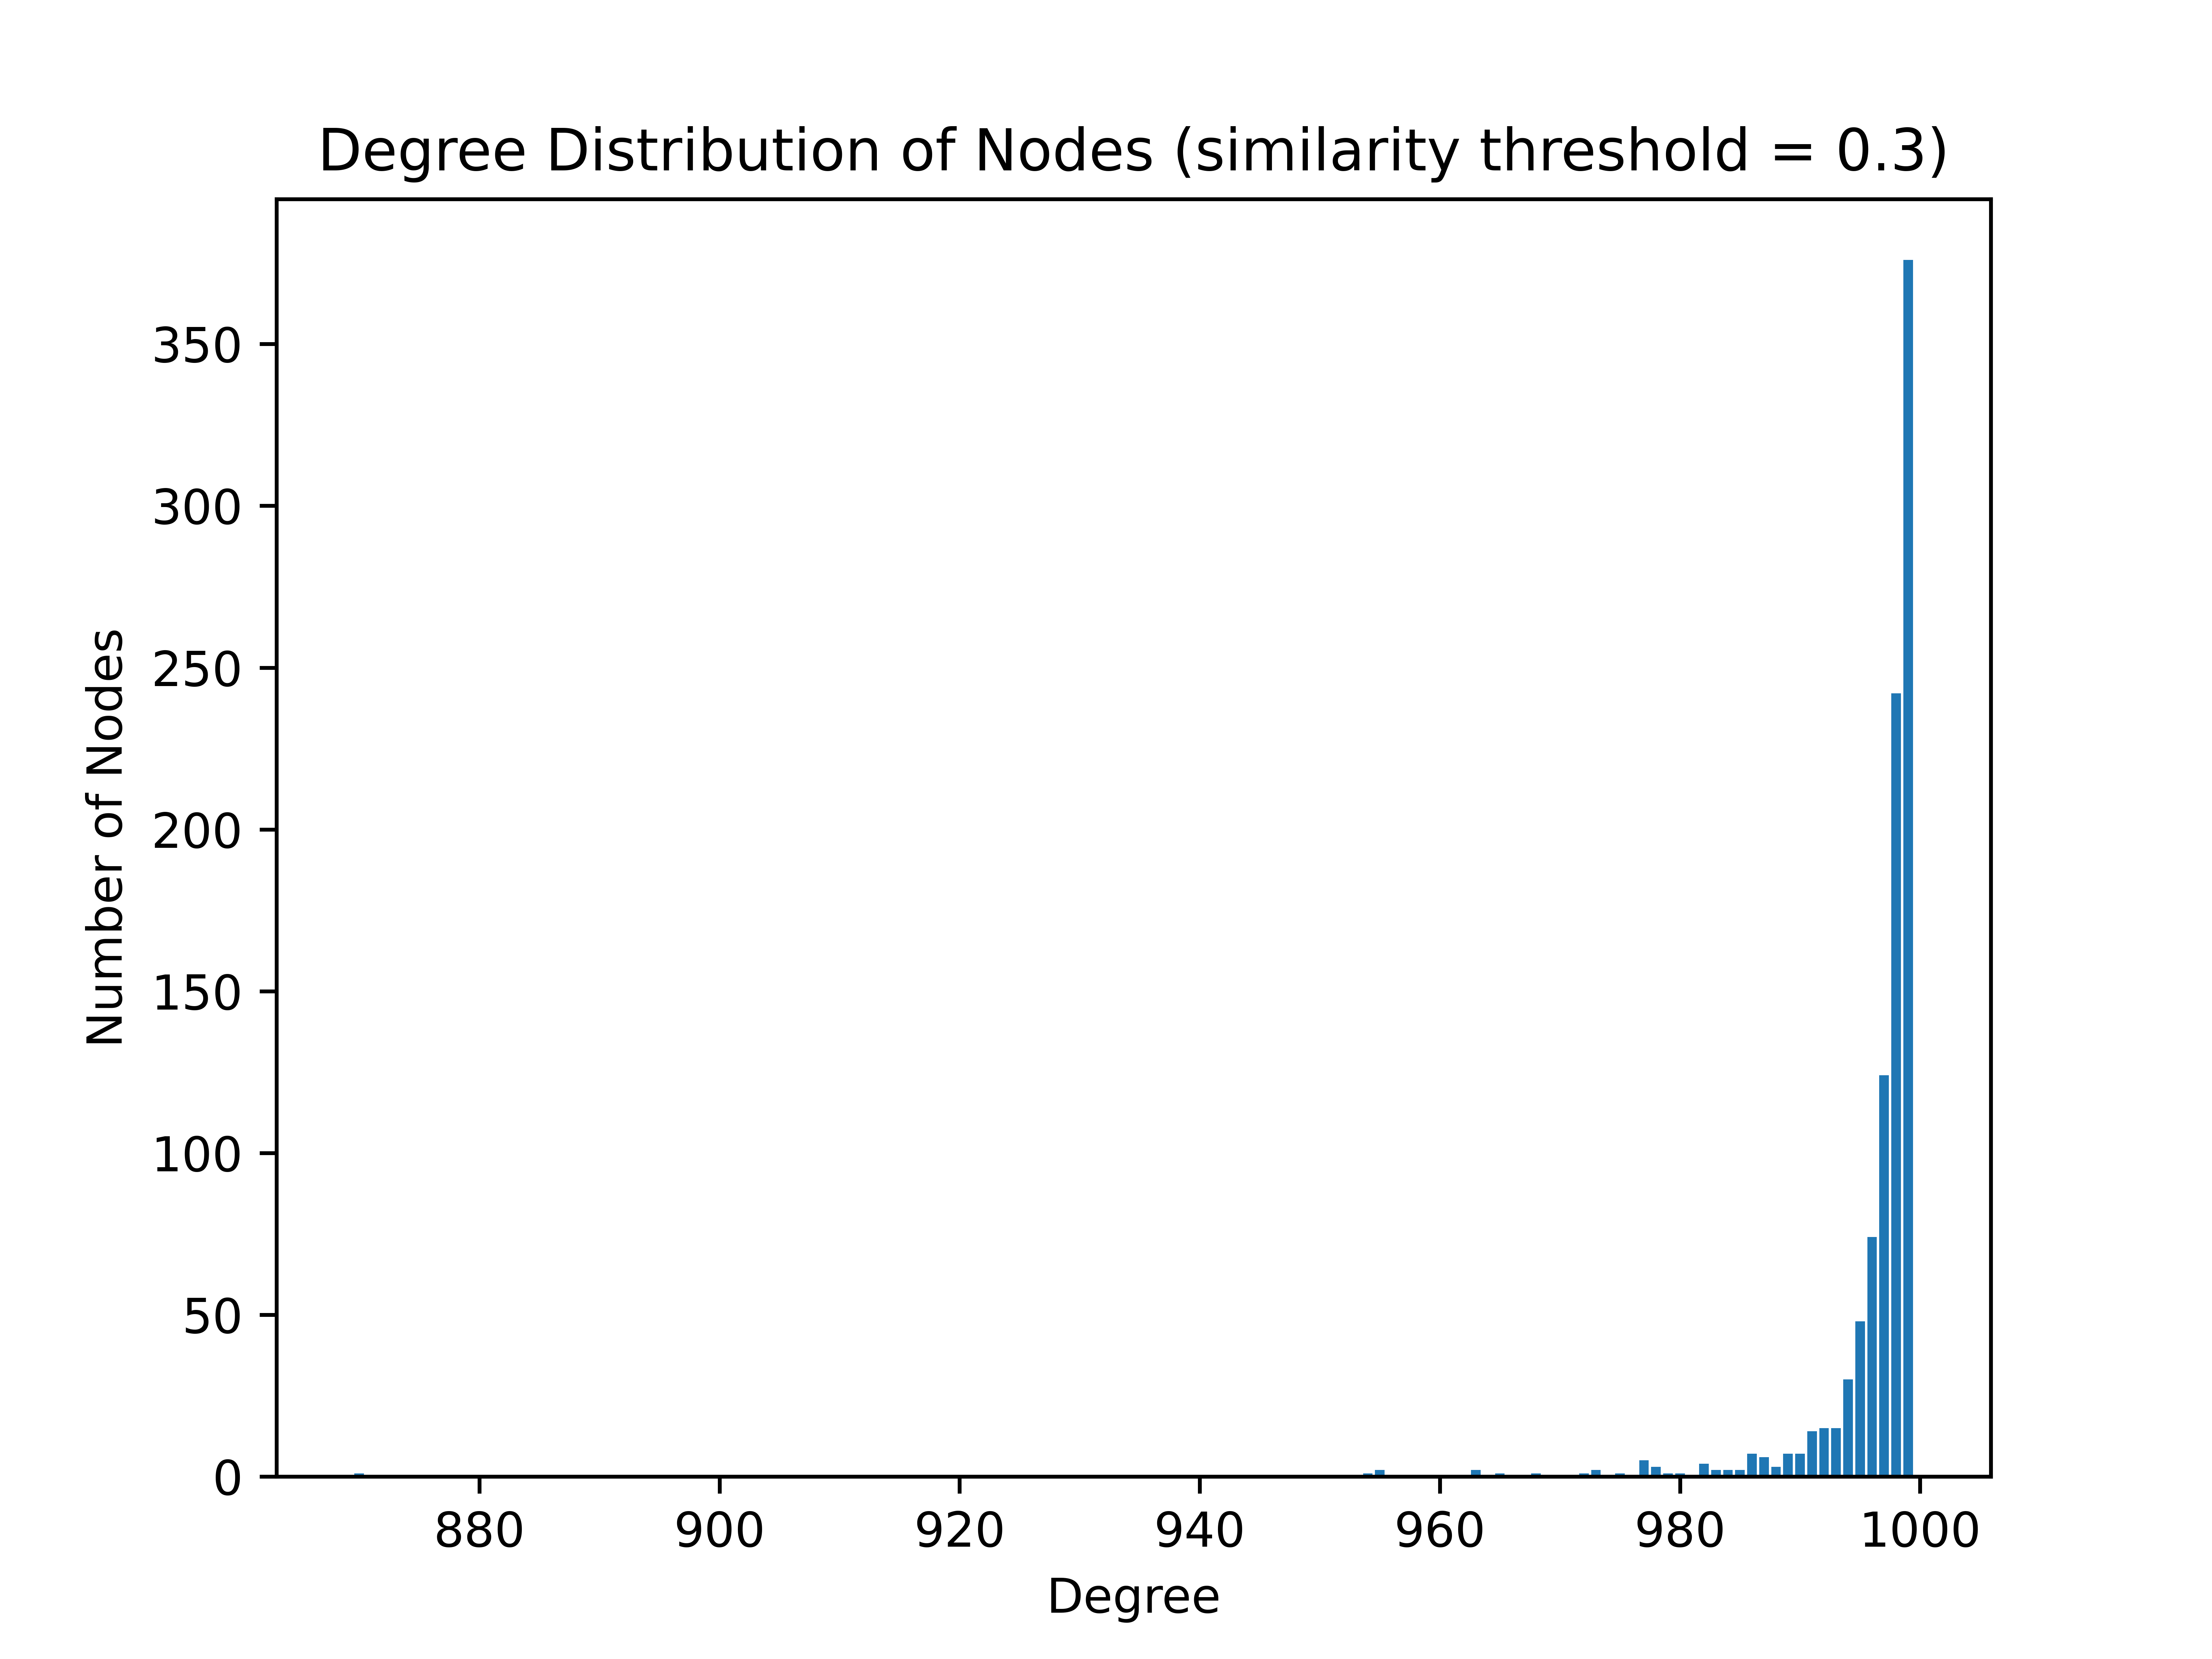 Degree Distribution of Nodes (similarity threshold = 0.3)
Number of Nodes
350
300
250
200
150
100
50
0
880 900 920 940 960 980 1000
Degree